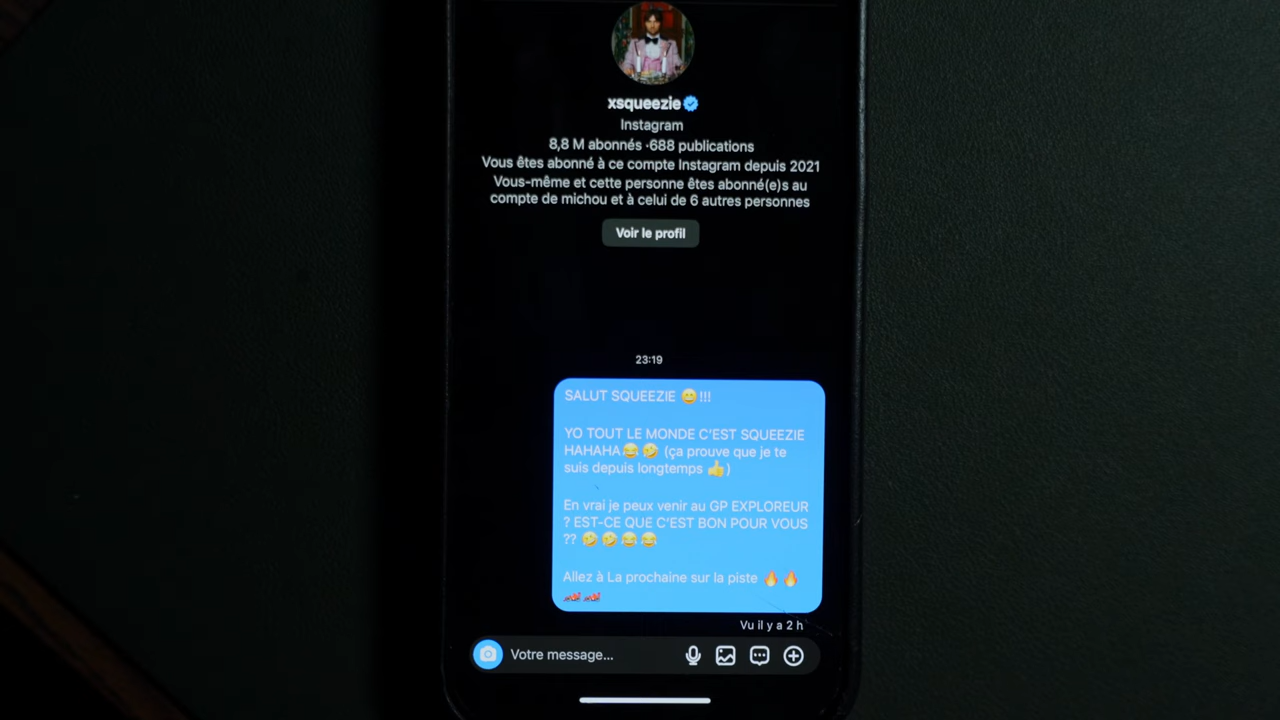 xsqueezie
Instagram
8,8 M abonnés ·688 publications
Vous êtes abonné à ce compte Instagram depuis 2021
Vous-même et cette personne êtes abonné(e)s au
compte de michou et à celui de 6 autres personnes
Voir le profil
23:19
SALUT SQUEEZIE 😄!!!
YO TOUT LE MONDE C'EST SQUEEZIE
HAHAHA😂🤣 (ça prouve que je te
suis depuis longtemps 👍)
En vrai je peux venir au GP EXPLOREUR
? EST-CE QUE C'EST BON POUR VOUS
?? 🤣🤣😂😂
Allez à La prochaine sur la piste 🔥🔥
🏎️🏎️
Vu il y a 2 h
Votre message...